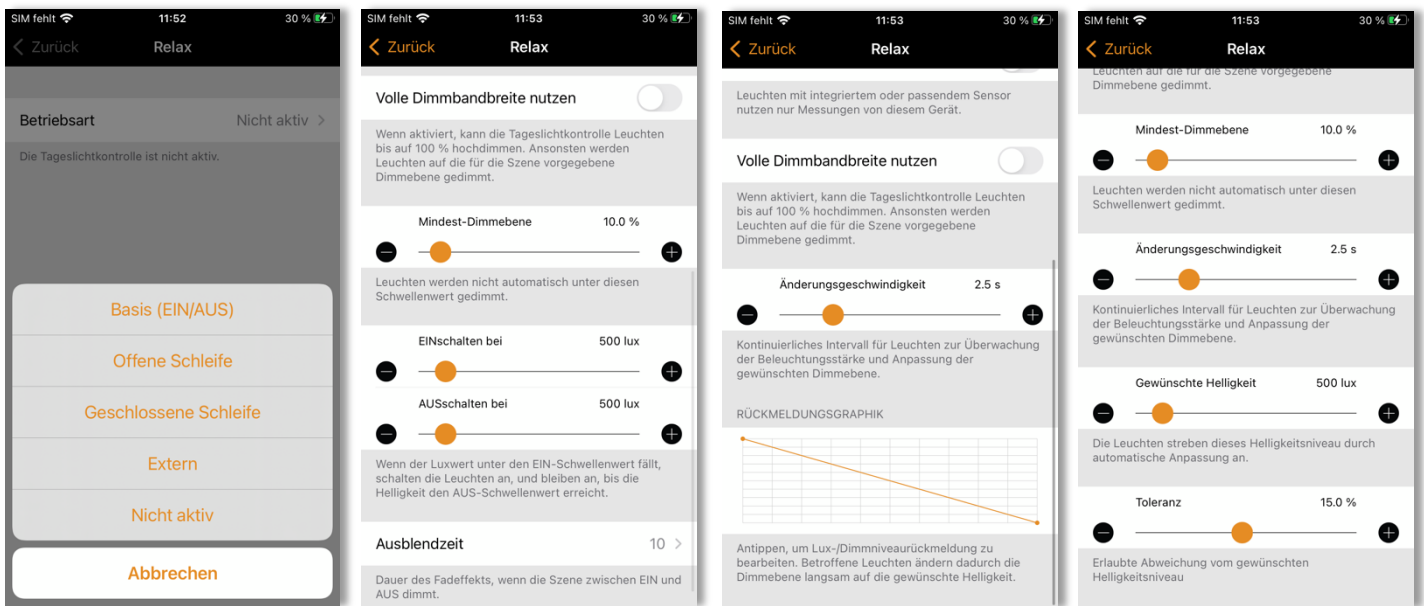 SIM fehlt 11:52 30 %
Zurück Relax
Betriebsart Nicht aktiv >
Die Tageslichtkontrolle ist nicht aktiv.
Basis (EIN/AUS)
Offene Schleife
Geschlossene Schleife
Extern
Nicht aktiv
Abbrechen
SIM fehlt 11:53 30 %
Zurück Relax
Volle Dimmbandbreite nutzen
Wenn aktiviert, kann die Tageslichtkontrolle Leuchten
bis auf 100 % hochdimmen. Ansonsten werden
Leuchten auf die für die Szene vorgegebene
Dimmebene gedimmt.
Mindest-Dimmebene 10.0 %
Leuchten werden nicht automatisch unter diesen
Schwellenwert gedimmt.
EINschalten bei 500 lux
AUSschalten bei 500 lux
Wenn der Luxwert unter den EIN-Schwellenwert fällt,
schalten die Leuchten an, und bleiben an, bis die
Helligkeit den AUS-Schwellenwert erreicht.
Ausblendzeit 10 >
Dauer des Fadeffekts, wenn die Szene zwischen EIN und
AUS dimmt.
SIM fehlt 11:53 30 %
Zurück Relax
Leuchten mit integriertem oder passendem Sensor
nutzen nur Messungen von diesem Gerät.
Volle Dimmbandbreite nutzen
Wenn aktiviert, kann die Tageslichtkontrolle Leuchten
bis auf 100 % hochdimmen. Ansonsten werden
Leuchten auf die für die Szene vorgegebene
Dimmebene gedimmt.
Änderungsgeschwindigkeit 2.5 s
Kontinuierliches Intervall für Leuchten zur Überwachung
der Beleuchtungsstärke und Anpassung der
gewünschten Dimmebene.
RÜCKMELDUNGSGRAPHIK
Antippen, um Lux-/Dimmniveaurückmeldung zu
bearbeiten. Betroffene Leuchten ändern dadurch die
Dimmebene langsam auf die gewünschte Helligkeit.
SIM fehlt 11:53 30 %
Zurück Relax
Leuchten auf die für die Szene vorgegebene
Dimmebene gedimmt.
Mindest-Dimmebene 10.0 %
Leuchten werden nicht automatisch unter diesen
Schwellenwert gedimmt.
Änderungsgeschwindigkeit 2.5 s
Kontinuierliches Intervall für Leuchten zur Überwachung
der Beleuchtungsstärke und Anpassung der
gewünschten Dimmebene.
Gewünschte Helligkeit 500 lux
Die Leuchten streben dieses Helligkeitsniveau durch
automatische Anpassung an.
Toleranz 15.0 %
Erlaubte Abweichung vom gewünschten
Helligkeitsniveau